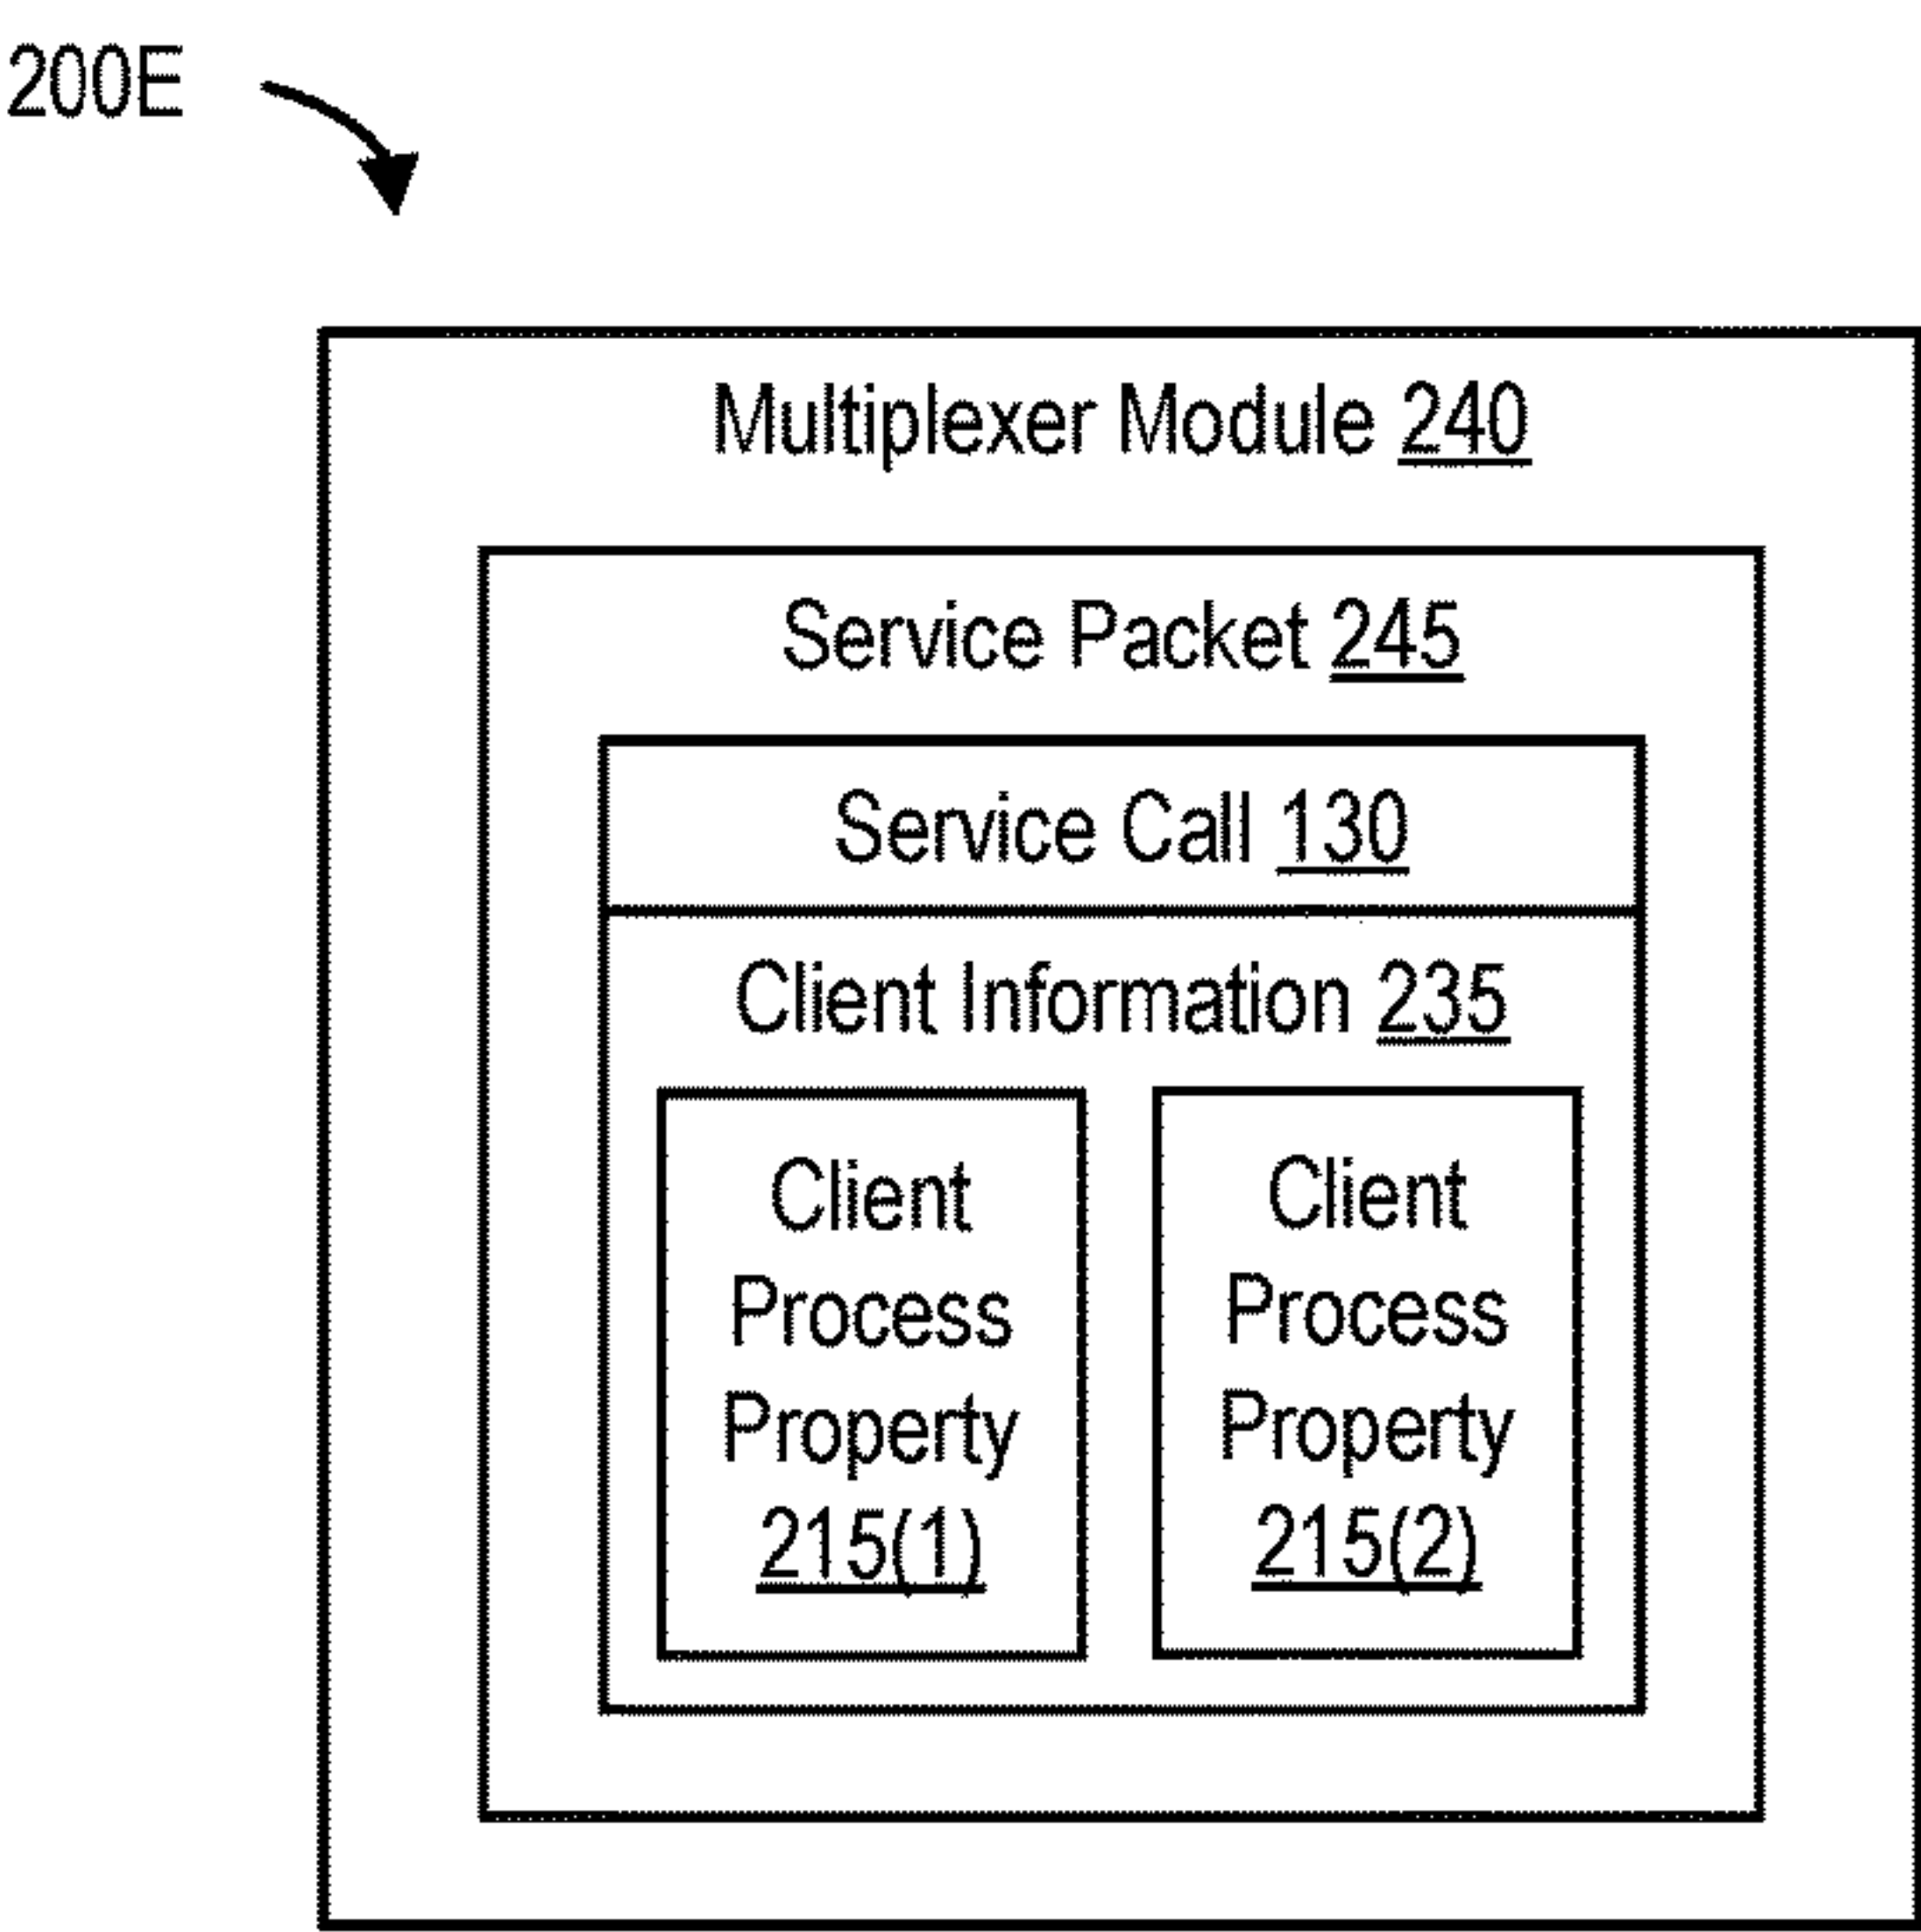 200E
Multiplexer Module 240
Service Packet 245
Service Call 130
Client Information 235
Client
Process
Property
215(1)
Client
Process
Property
215(2)